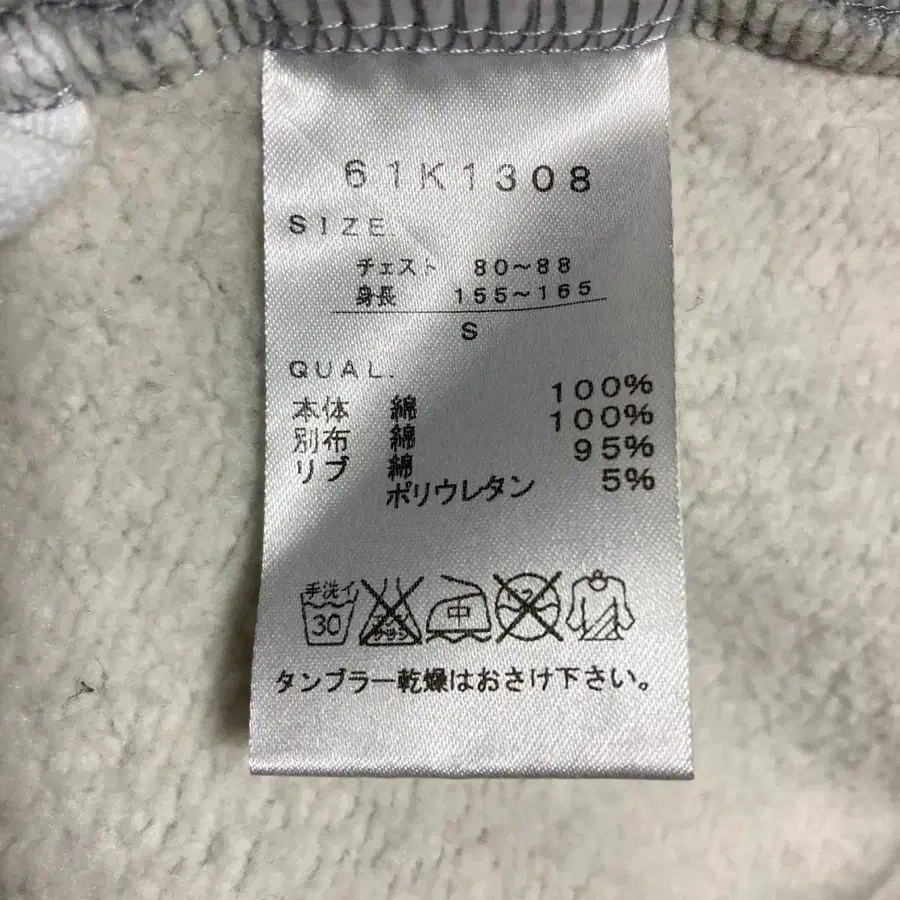 61K1308
SIZE.
チェスト 80〜88
身長 155〜165
S
QUAL.
本体 綿 100%
別布 綿 100%
リブ 綿 95%
ポリウレタン 5%
手洗イ
30 中
タンブラー乾燥はおさけ下さい。